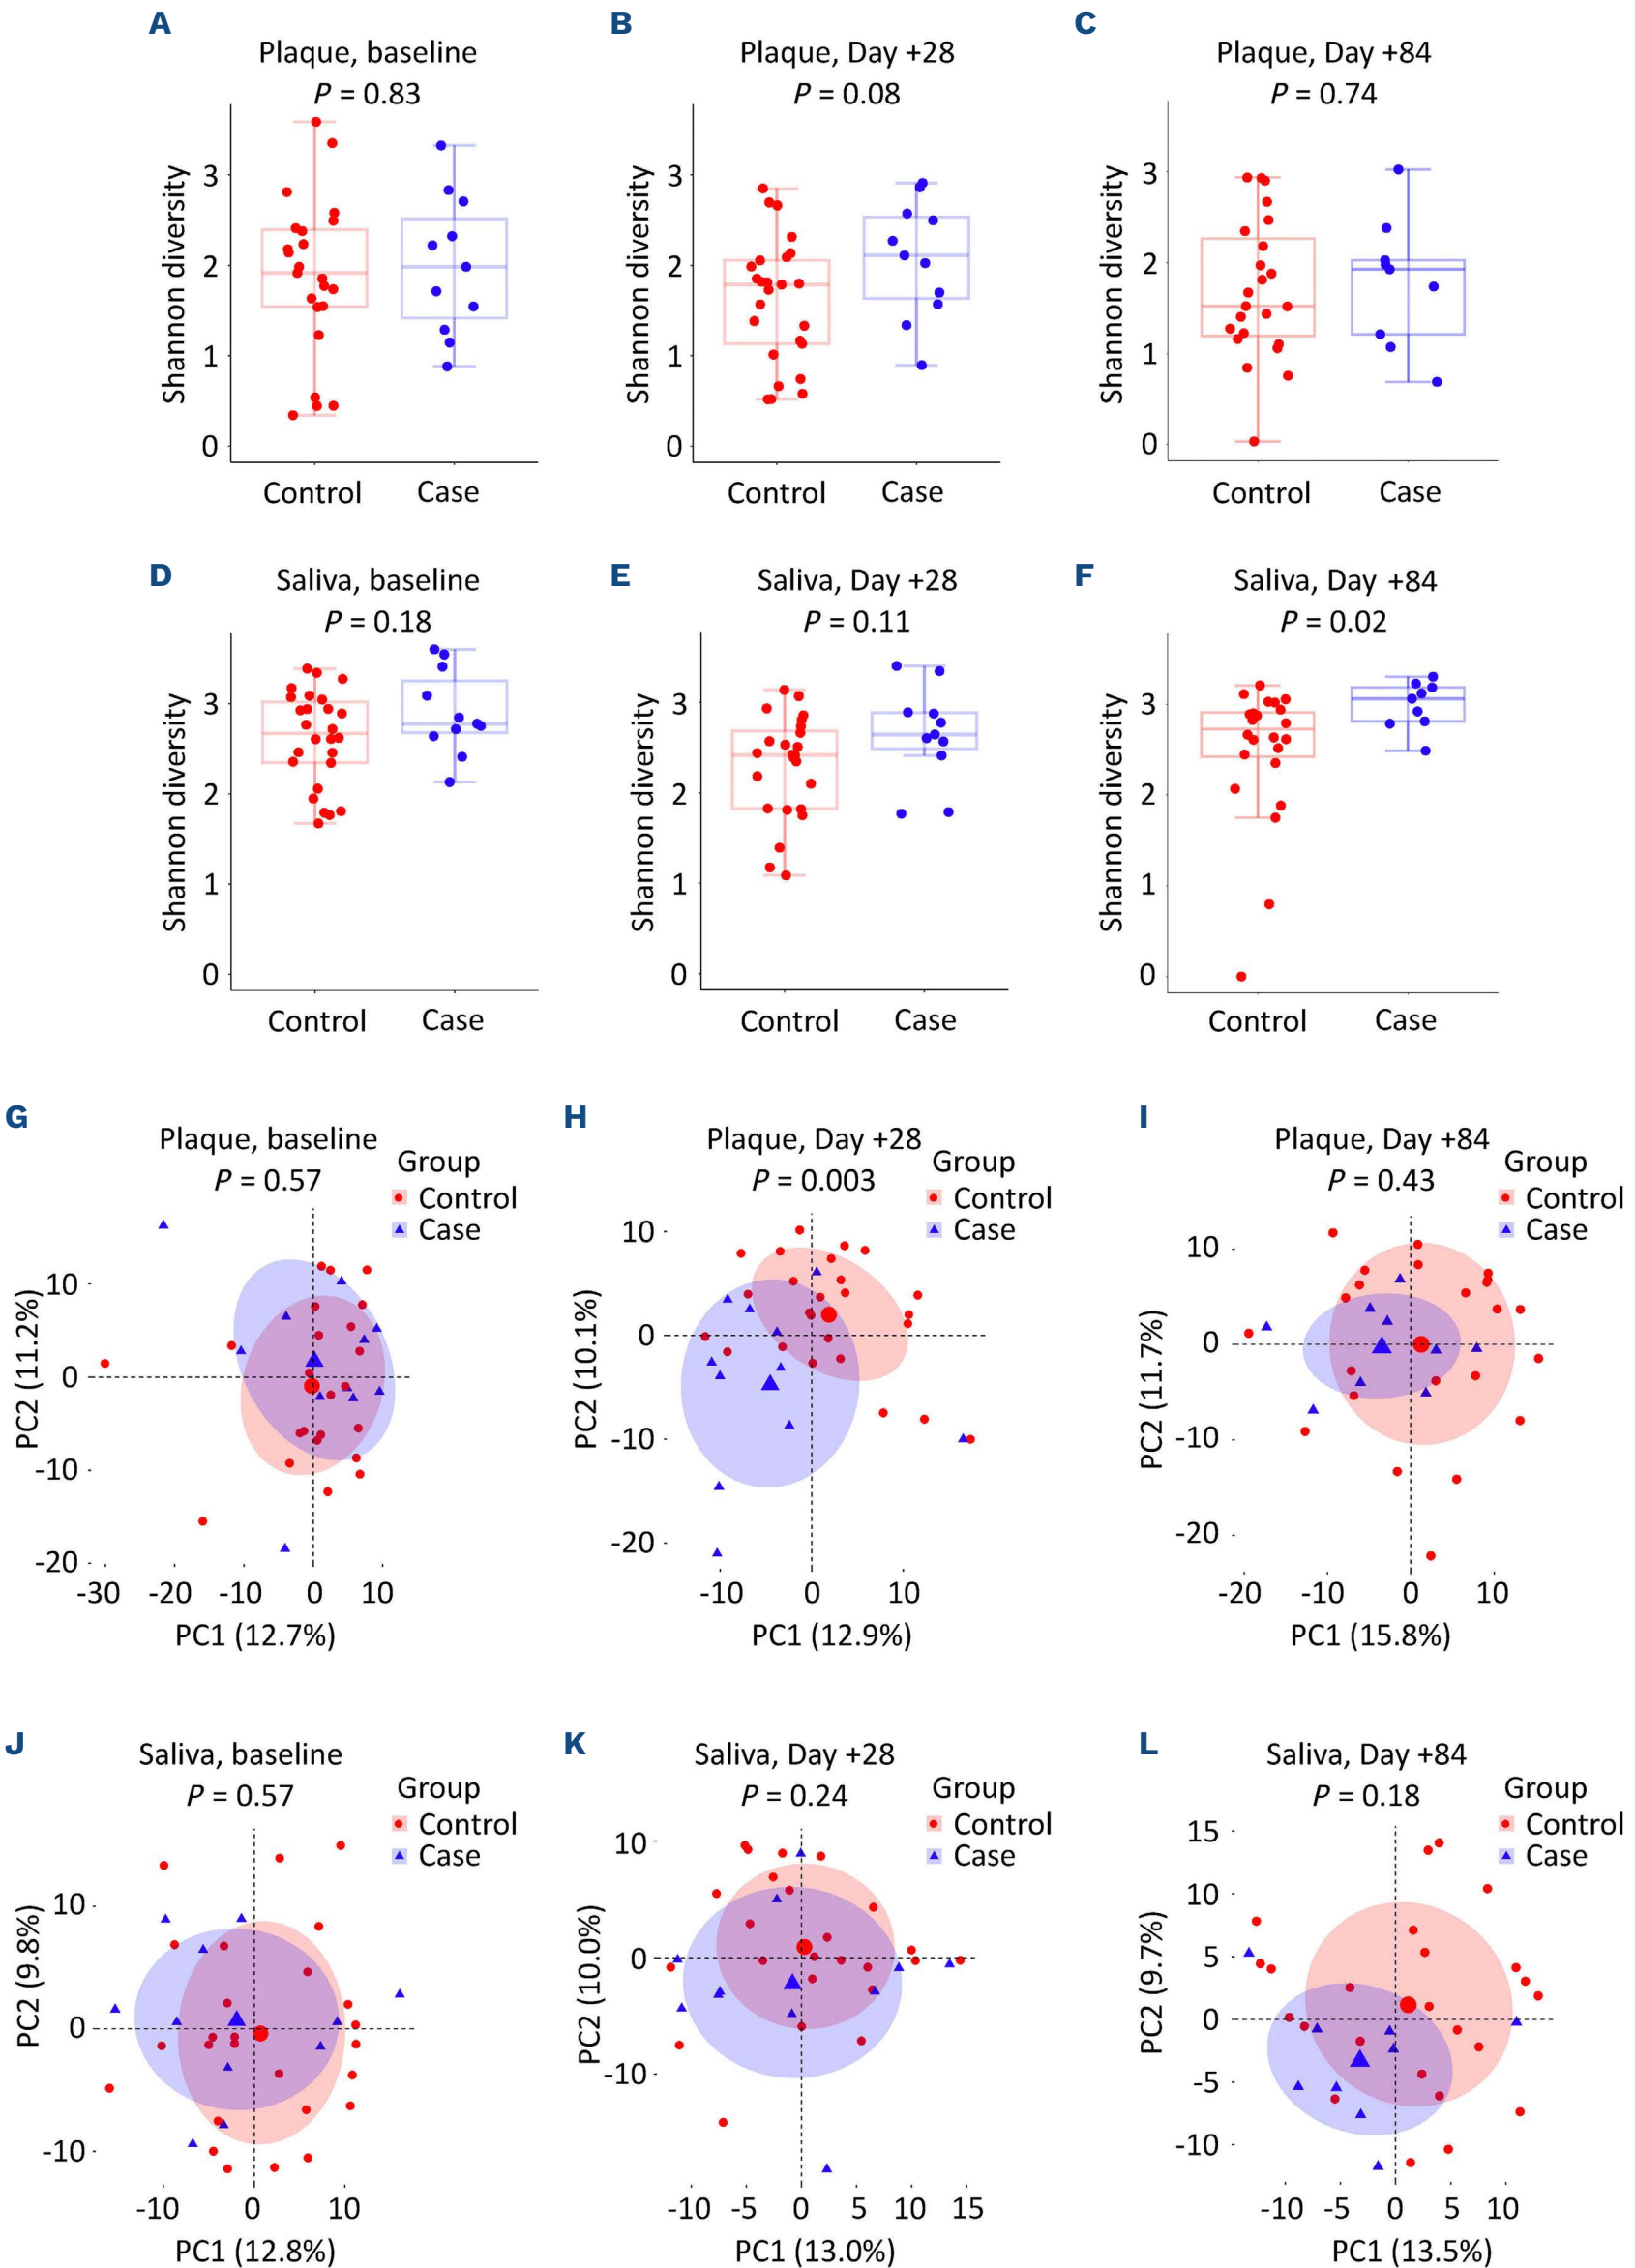 A
Plaque, baseline
P = 0.83
Shannon diversity
3
2
1
0
Control Case
B
Plaque, Day +28
P = 0.08
Shannon diversity
3
2
1
0
Control Case
C
Plaque, Day +84
P = 0.74
Shannon diversity
3
2
1
0
Control Case
D
Saliva, baseline
P = 0.18
Shannon diversity
3
2
1
0
Control Case
E
Saliva, Day +28
P = 0.11
Shannon diversity
3
2
1
0
Control Case
F
Saliva, Day +84
P = 0.02
Shannon diversity
3
2
1
0
Control Case
G
Plaque, baseline
P = 0.57
Group
Control
Case
PC2 (11.2%)
10
0
-10
-20
-30 -20 -10 0 10
PC1 (12.7%)
H
Plaque, Day +28
P = 0.003
Group
Control
Case
PC2 (10.1%)
10
0
-10
-20
-10 0 10
PC1 (12.9%)
I
Plaque, Day +84
P = 0.43
Group
Control
Case
PC2 (11.7%)
10
0
-10
-20
-20 -10 0 10
PC1 (15.8%)
J
Saliva, baseline
P = 0.57
Group
Control
Case
PC2 (9.8%)
10
0
-10
-10 0 10
PC1 (12.8%)
K
Saliva, Day +28
P = 0.24
Group
Control
Case
PC2 (10.0%)
10
0
-10
-10 -5 0 5 10 15
PC1 (13.0%)
L
Saliva, Day +84
P = 0.18
Group
Control
Case
PC2 (9.7%)
15
10
5
0
-5
-10
-10 -5 0 5 10
PC1 (13.5%)